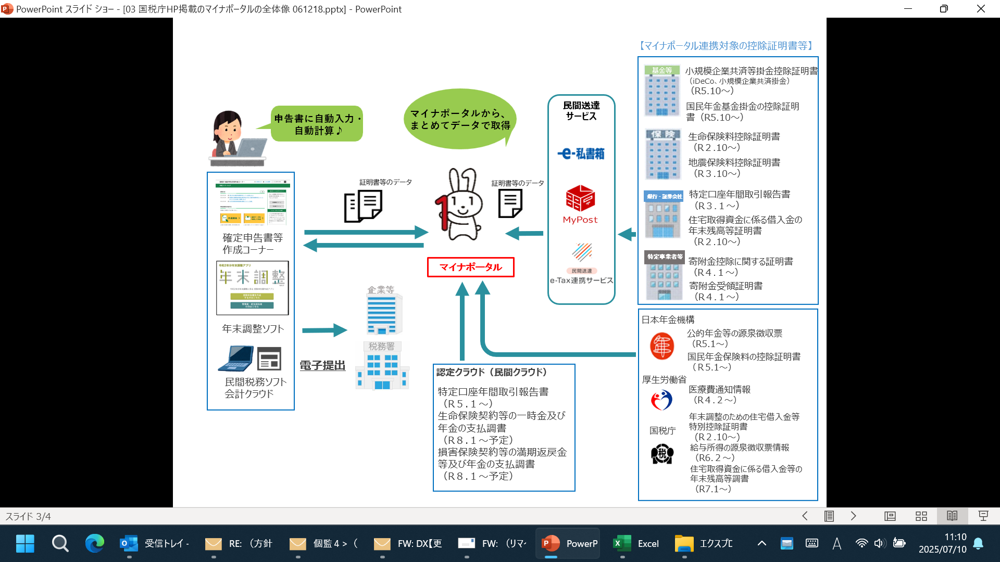 PowerPoint スライド ショー - [03 国税庁HP掲載のマイナポータルの全体像 061218.pptx] - PowerPoint
【マイナポータル連携対象の控除証明書等】
基金等
小規模企業共済等掛金控除証明書
（iDeCo、小規模企業共済掛金）
（R5.10～）
国民年金基金掛金の控除証明
書（R5.10～）
保険
生命保険料控除証明書
（R２.10～）
地震保険料控除証明書
（R３.10～）
銀行・証券会社
特定口座年間取引報告書
（R３.１～）
住宅取得資金に係る借入金の
年末残高等証明書
（R２.10～）
特定事業者等
寄附金控除に関する証明書
（R４.１～）
寄附金受領証明書
（R４.１～）
民間送達
サービス
e-私書箱
MyPost
民間送達
e-Tax連携サービス
申告書に自動入力・
自動計算♪
マイナポータルから、
まとめてデータで取得
証明書等のデータ
証明書等のデータ
1
マイナポータル
確定申告書等
作成コーナー
令和2年分年末調整アプリ
年末調整
年末調整ソフト
民間税務ソフト
会計クラウド
電子提出
企業等
税務署
認定クラウド（民間クラウド）
特定口座年間取引報告書
（R５.１～）
生命保険契約等の一時金及び
年金の支払調書
（R８.１～予定）
損害保険契約等の満期返戻金
等及び年金の支払調書
（R８.１～予定）
日本年金機構
公的年金等の源泉徴収票
（R5.1～）
国民年金保険料の控除証明書
（R５.1～）
厚生労働省
医療費通知情報
（R４.２～）
年末調整のための住宅借入金等
特別控除証明書
（R２.10～）
国税庁
税
給与所得の源泉徴収票情報
（R6.２～）
住宅取得資金に係る借入金等の
年末残高等調書
（R7.1～）
スライド 3/4
受信トレイ -
RE: （方針
個監４>（
FW: DX【更
FW: （リマ
PowerP
Excel
エクスプロ
A
11:10
2025/07/10